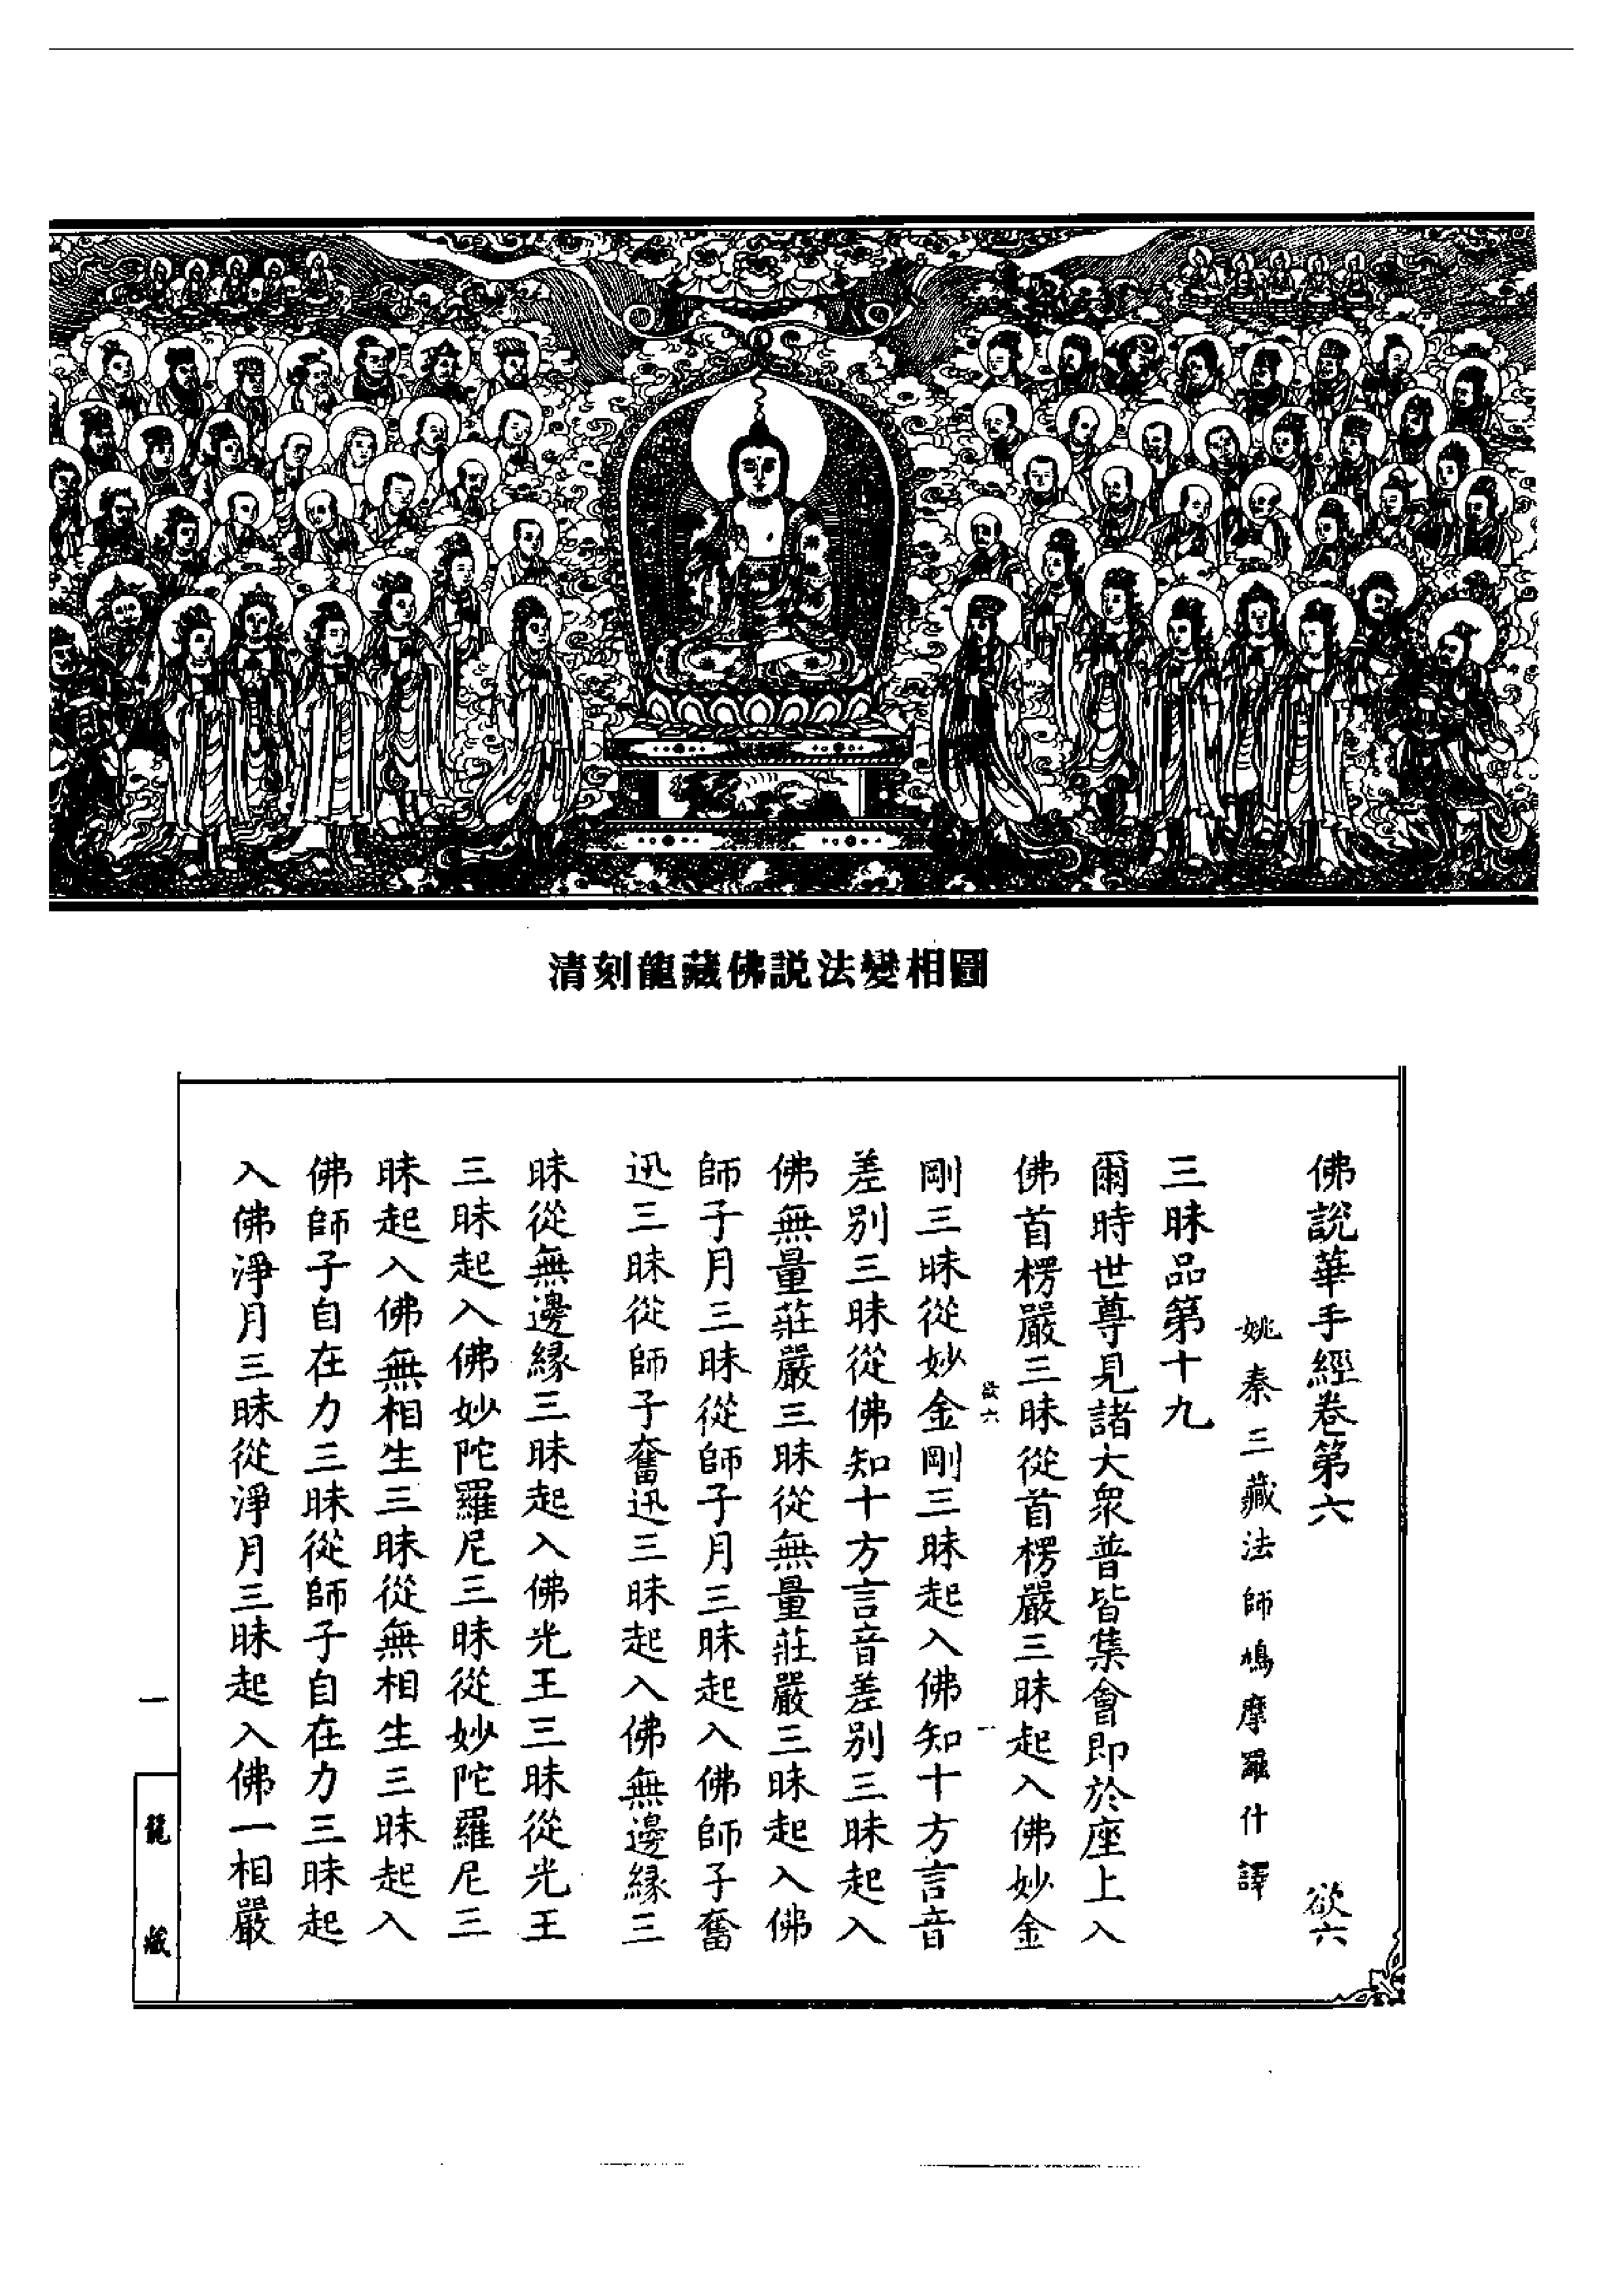 清刻龍藏佛説法變相圖
佛說華手經卷第六 欲六
姚秦三藏法師鳩摩羅什譯
三昧品第十九
爾時世尊見諸大衆普皆集會即於座上入
佛首楞嚴三昧從首楞嚴三昧起入佛妙金
欲六 一
剛三昧從妙金剛三昧起入佛知十方言音
差别三昧從佛知十方言音差别三昧起入
佛無量莊嚴三昧從無量莊嚴三昧起入佛
師子月三昧從師子月三昧起入佛師子奮
迅三昧從師子奮迅三昧起入佛無邊緣三
昧從無邊緣三昧起入佛光王三昧從光王
三昧起入佛妙陀羅尼三昧從妙陀羅尼三
昧起入佛無相生三昧從無相生三昧起入
佛師子自在力三昧從師子自在力三昧起
入佛淨月三昧從淨月三昧起入佛一相嚴
一
龍藏